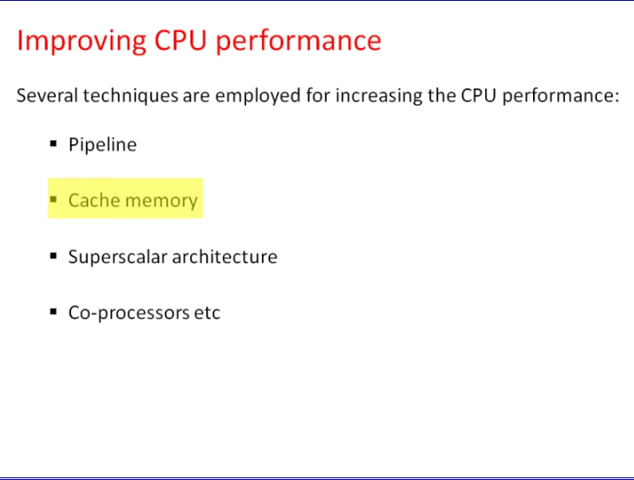 Improving CPU performance
Several techniques are employed for increasing the CPU performance:
▪ Pipeline
▪ Cache memory
▪ Superscalar architecture
▪ Co-processors etc